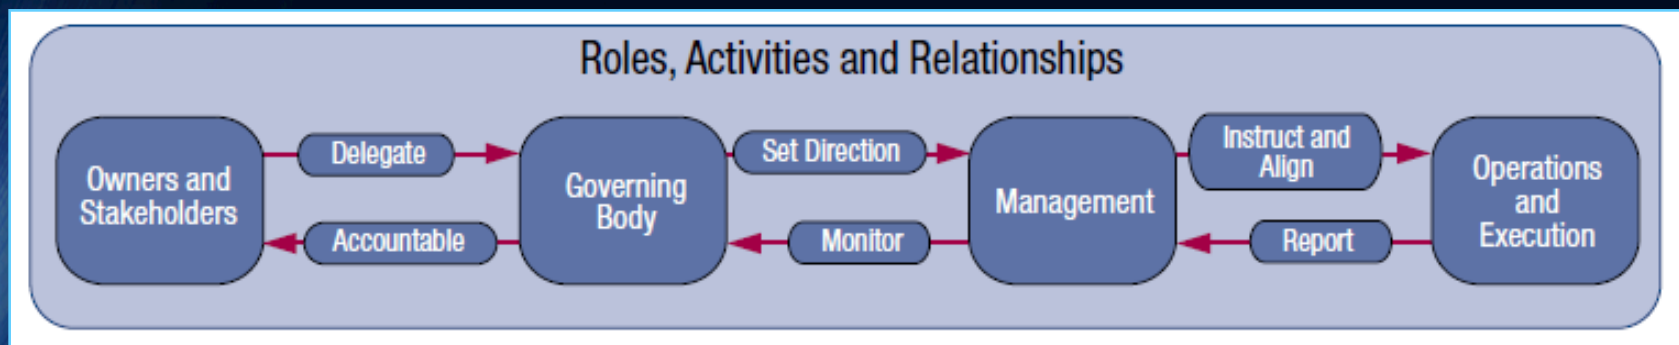 Roles, Activities and Relationships
Owners and
Stakeholders
Delegate
Accountable
Governing
Body
Set Direction
Monitor
Management
Instruct and
Align
Report
Operations
and
Execution